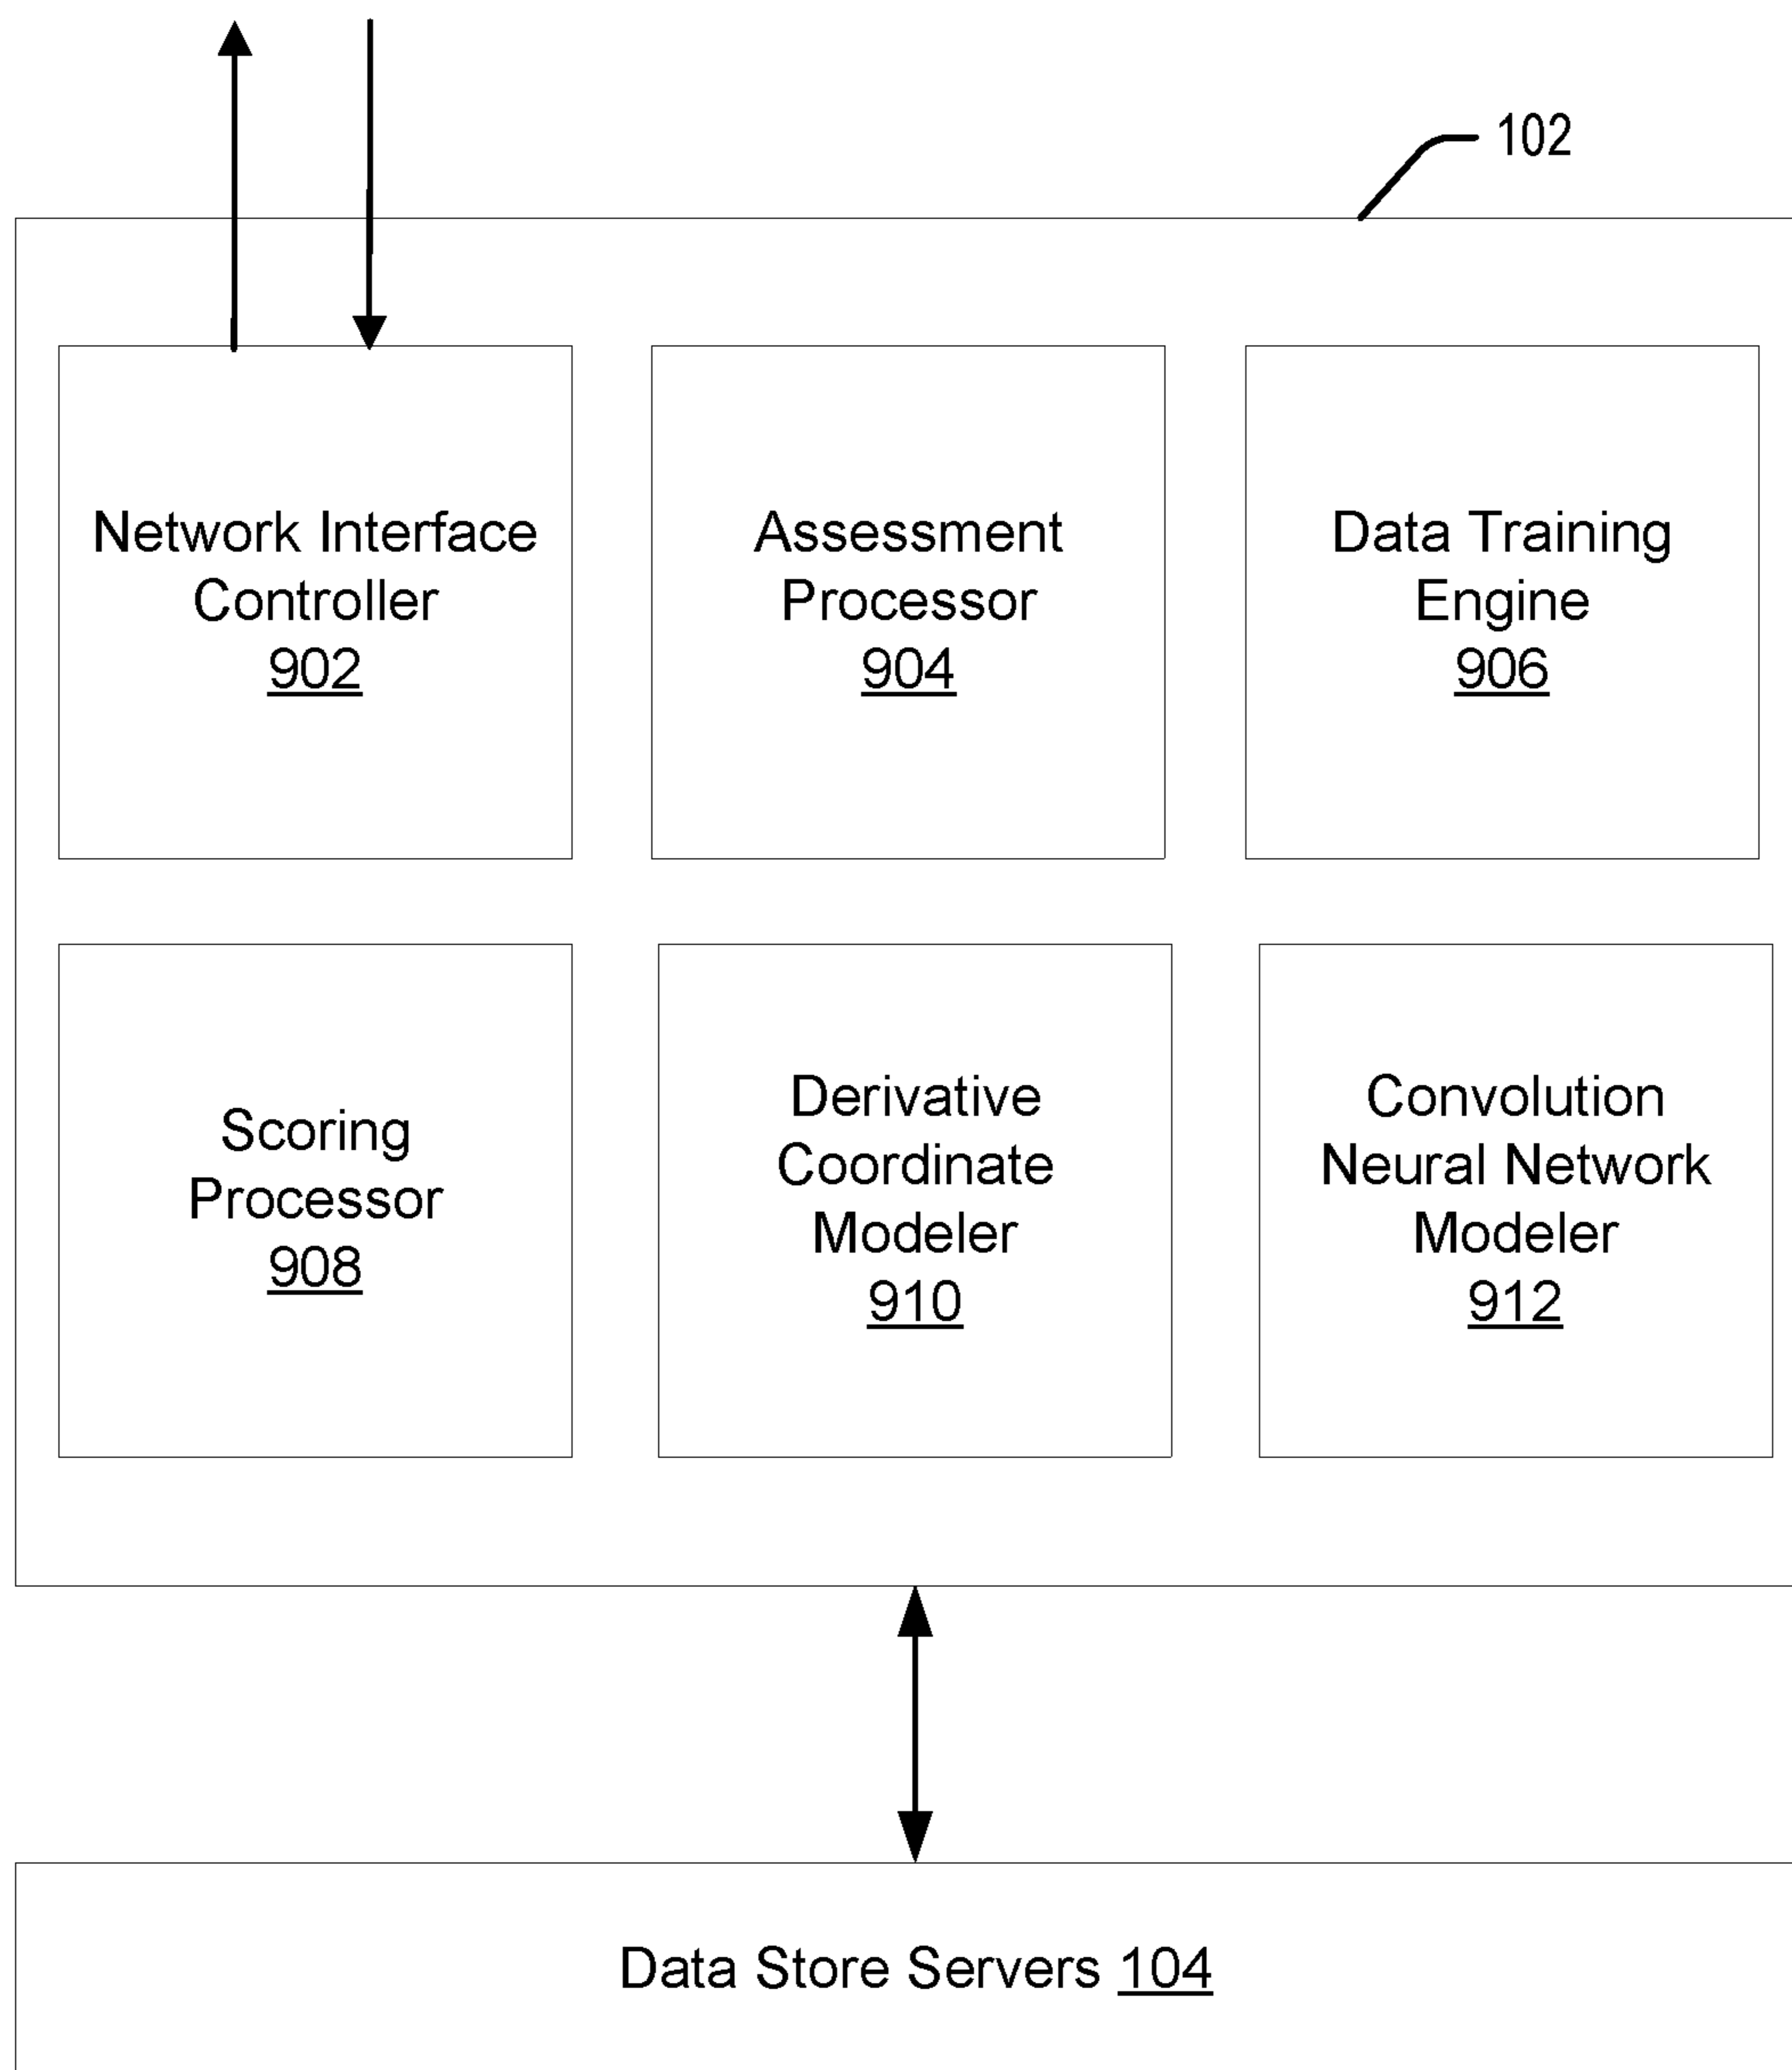 102
Network Interface
Controller
902
Assessment
Processor
904
Data Training
Engine
906
Scoring
Processor
908
Derivative
Coordinate
Modeler
910
Convolution
Neural Network
Modeler
912
Data Store Servers 104